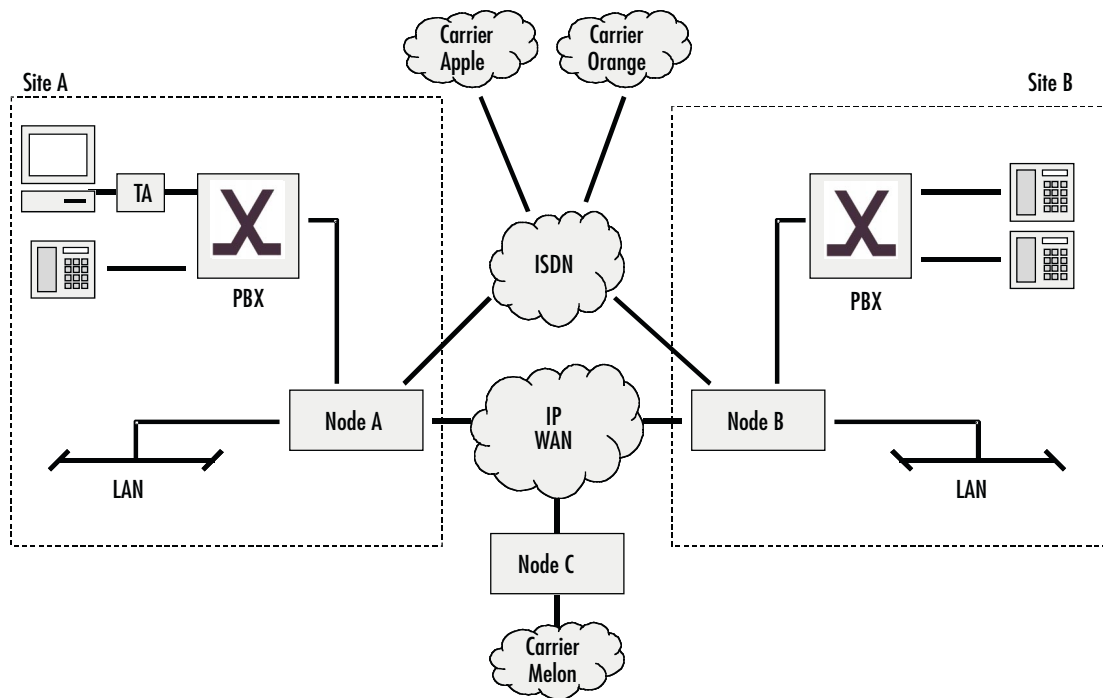 Carrier
Apple
Carrier
Orange
Site A
Site B
TA
PBX
ISDN
PBX
Node A
IP
WAN
Node B
LAN
LAN
Node C
Carrier
Melon